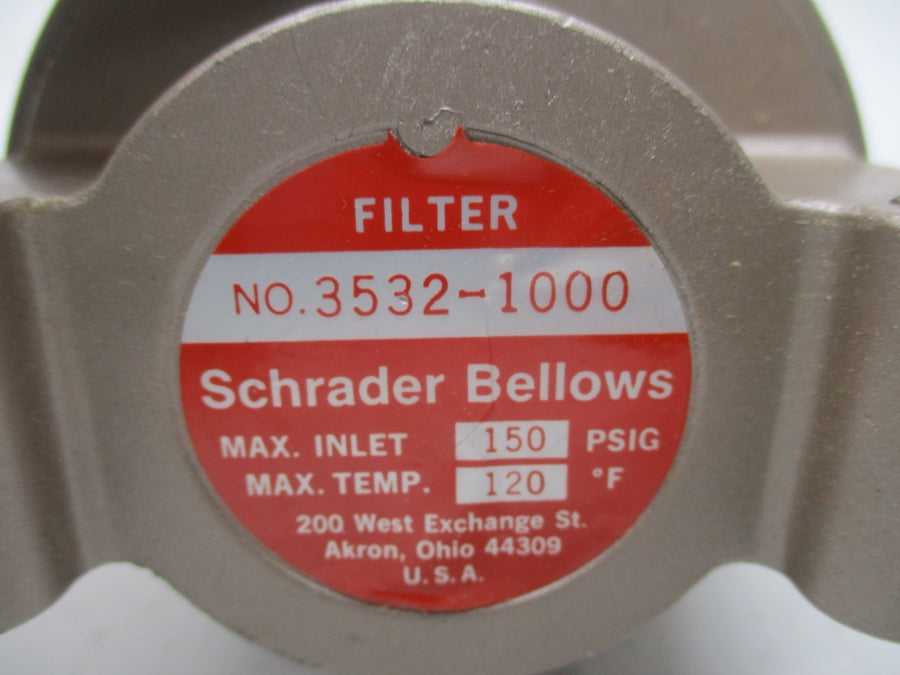 FILTER
NO. 3532-1000
Schrader Bellows
MAX. INLET 150 PSIG
MAX. TEMP. 120 °F
200 West Exchange St.
Akron, Ohio 44309
U.S.A.